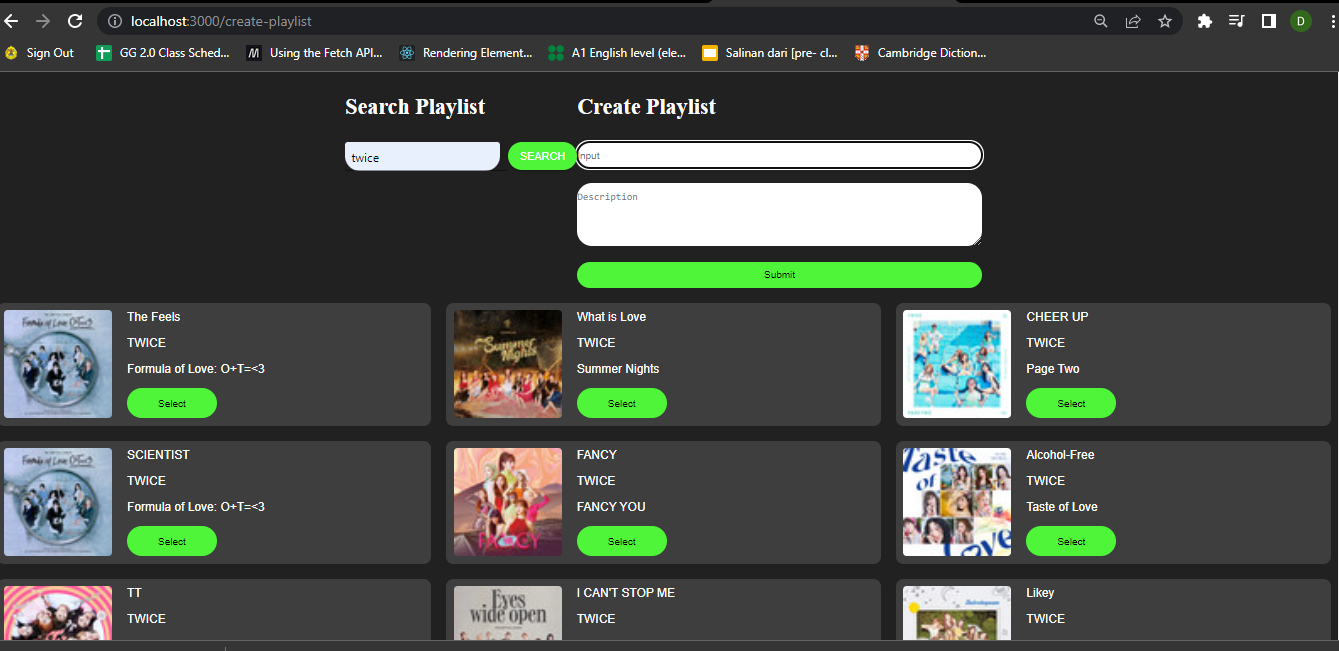 localhost:3000/create-playlist
D
Sign Out
GG 2.0 Class Sched...
Using the Fetch API...
Rendering Element...
A1 English level (ele...
Salinan dari [pre- cl...
Cambridge Diction...
Search Playlist
Create Playlist
twice
SEARCH
Input
Description
Submit
The Feels
TWICE
Formula of Love: O+T=<3
Select
What is Love
TWICE
Summer Nights
Select
CHEER UP
TWICE
Page Two
Select
SCIENTIST
TWICE
Formula of Love: O+T=<3
Select
FANCY
TWICE
FANCY YOU
Select
Alcohol-Free
TWICE
Taste of Love
Select
TT
TWICE
I CAN'T STOP ME
TWICE
Likey
TWICE
Formula of Love: O+T=<3
Summer Nights
Formula of Love: O+T=<3
FANCY
Taste of Love
Eyes
wide open